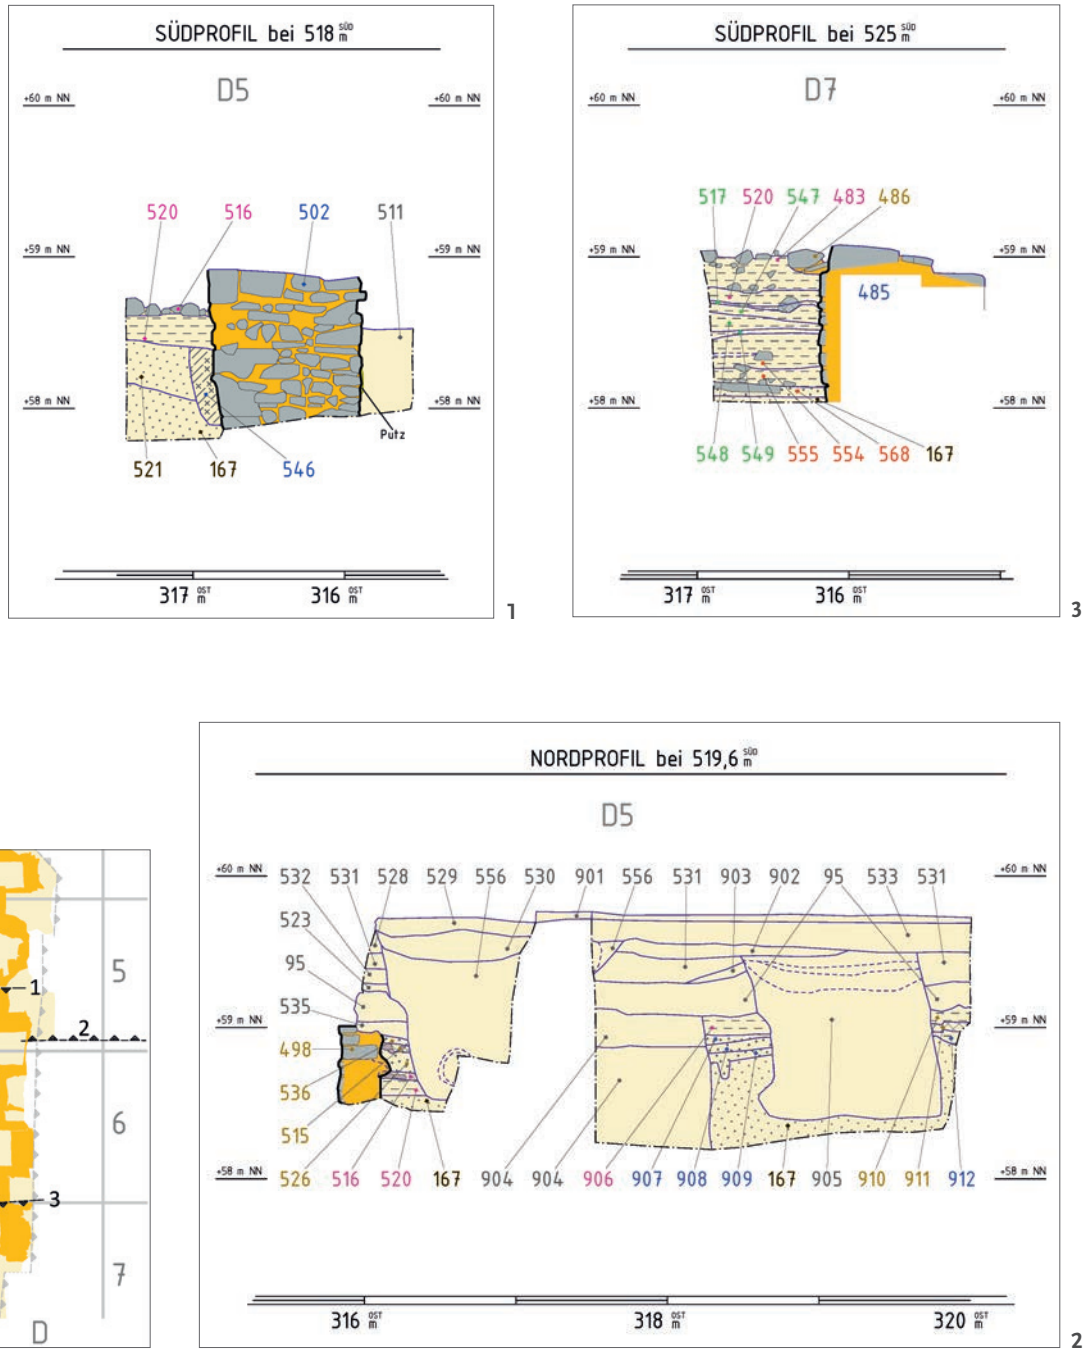 SÜDPROFIL bei 518 SÜD m
D5
+60 m NN +60 m NN
520 516 502 511
+59 m NN +59 m NN
+58 m NN +58 m NN
Putz
521 167 546
317 OST m 316 OST m
1
SÜDPROFIL bei 525 SÜD m
D7
+60 m NN +60 m NN
517 520 547 483 486
+59 m NN +59 m NN
485
+58 m NN +58 m NN
548 549 555 554 568 167
317 OST m 316 OST m
3
5
1
2
6
3
7
D
NORDPROFIL bei 519,6 SÜD m
D5
+60 m NN 532 531 528 529 556 530 901 556 531 903 902 95 533 531 +60 m NN
523
95
535
+59 m NN +59 m NN
498
536
515
+58 m NN 526 516 520 167 904 904 906 907 908 909 167 905 910 911 912 +58 m NN
316 OST m 318 OST m 320 OST m
2